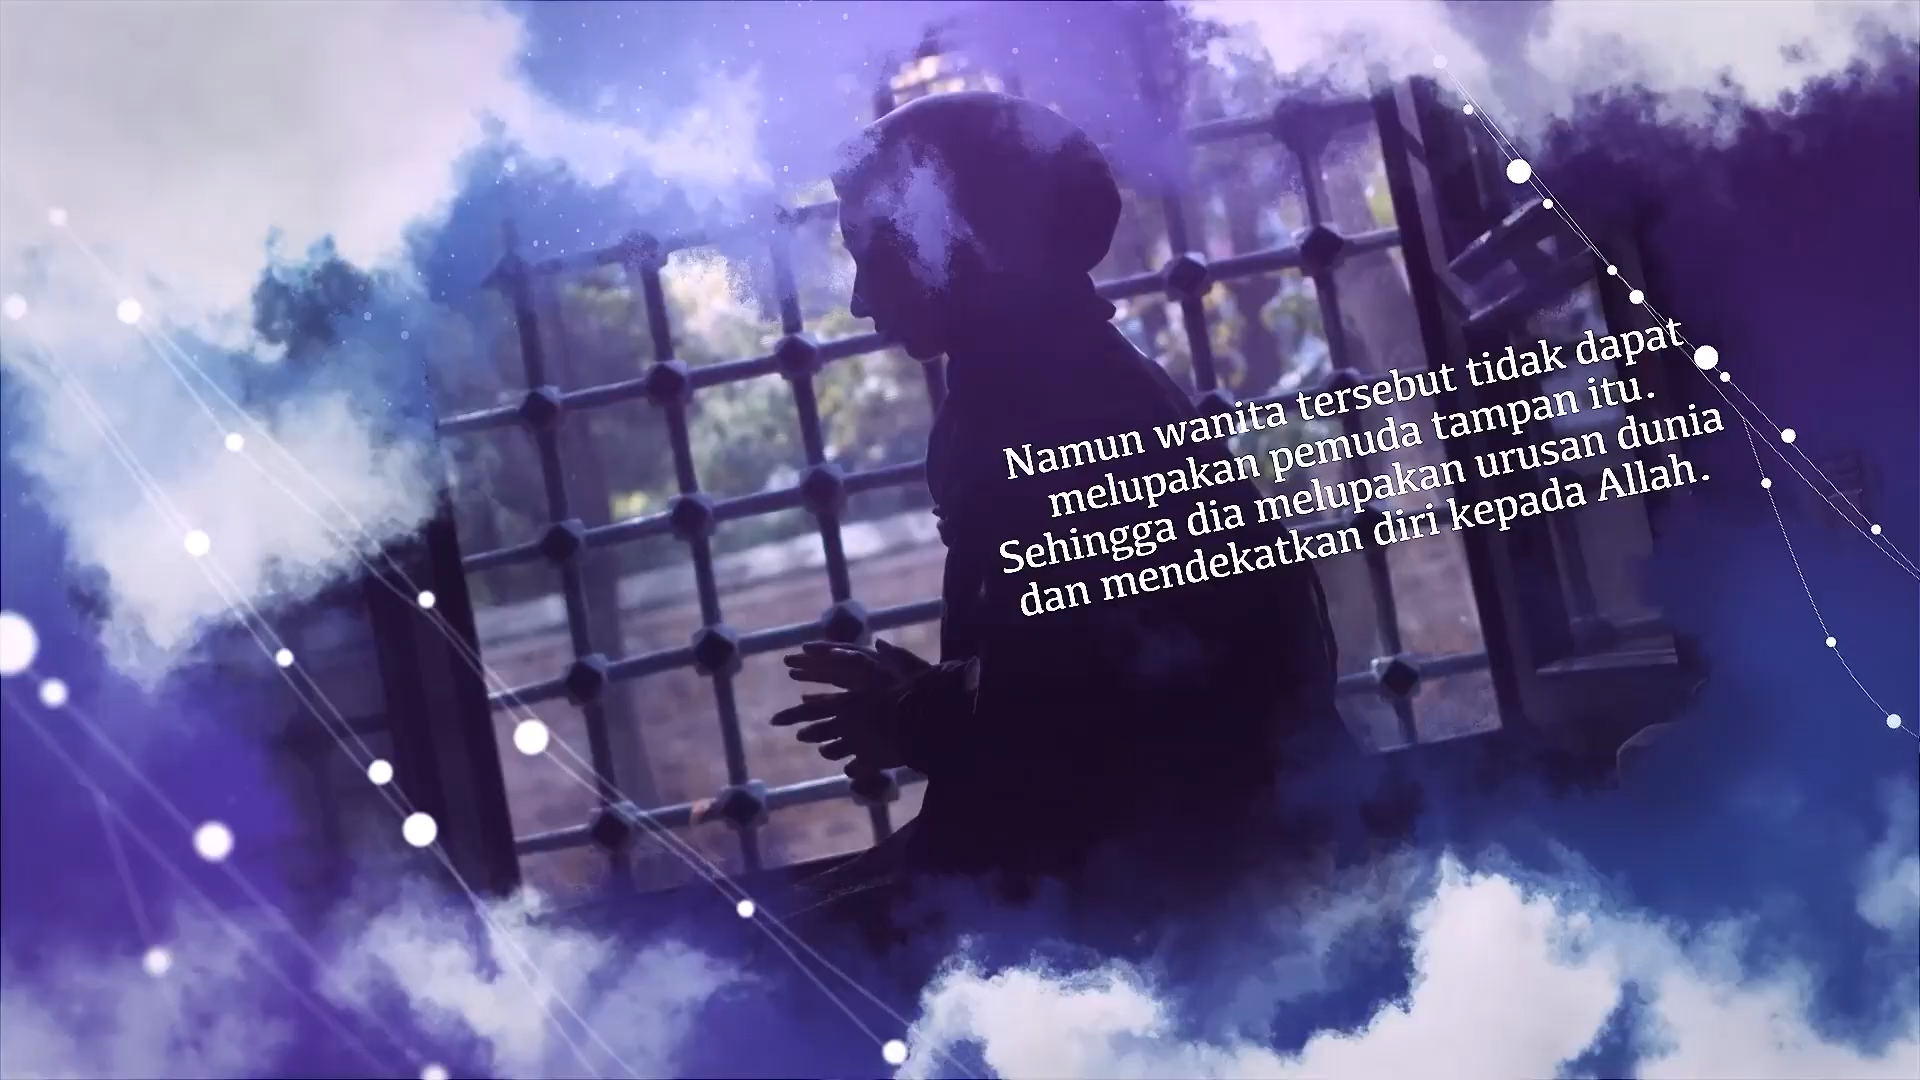 Namun wanita tersebut tidak dapat
melupakan pemuda tampan itu.
Sehingga dia melupakan urusan dunia
dan mendekatkan diri kepada Allah.